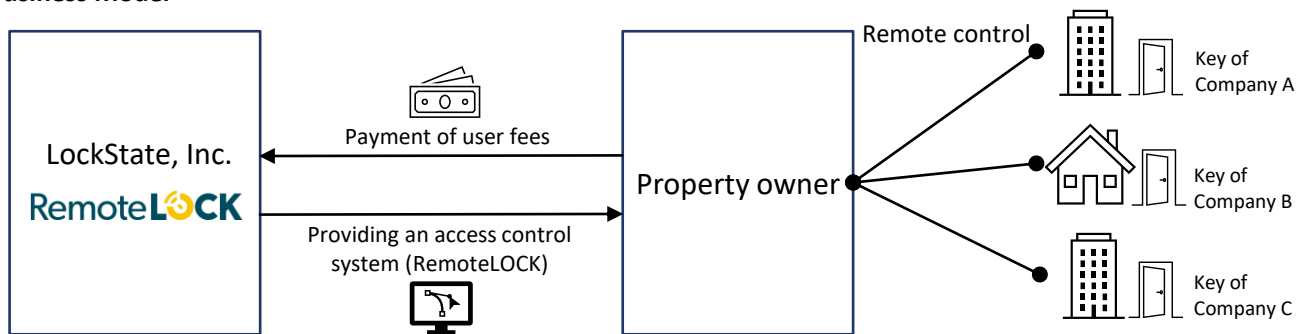 Remote control
Key of
Company A
Payment of user fees
LockState, Inc.
RemoteLOCK
Property owner
Key of
Company B
Providing an access control
system (RemoteLOCK)
Key of
Company C